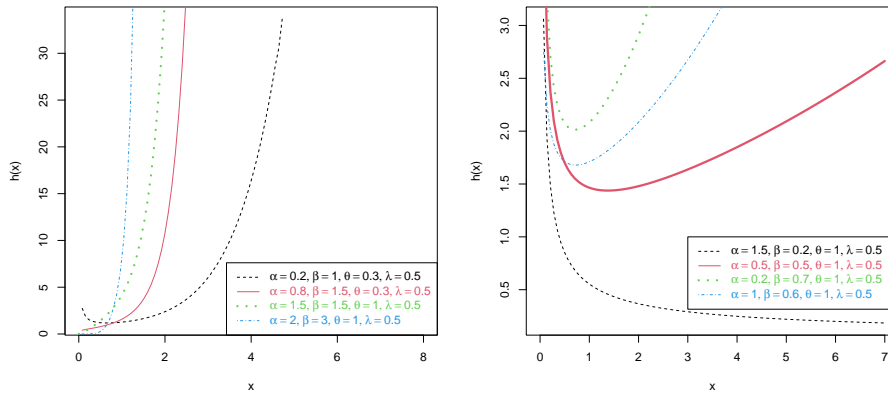 h(x)
30
25
20
15
10
5
0
0 2 4 6 8
x
α = 0.2, β = 1, θ = 0.3, λ = 0.5
α = 0.8, β = 1.5, θ = 0.3, λ = 0.5
α = 1.5, β = 1.5, θ = 1, λ = 0.5
α = 2, β = 3, θ = 1, λ = 0.5
h(x)
3.0
2.5
2.0
1.5
1.0
0.5
0 1 2 3 4 5 6 7
x
α = 1.5, β = 0.2, θ = 1, λ = 0.5
α = 0.5, β = 0.5, θ = 1, λ = 0.5
α = 0.2, β = 0.7, θ = 1, λ = 0.5
α = 1, β = 0.6, θ = 1, λ = 0.5